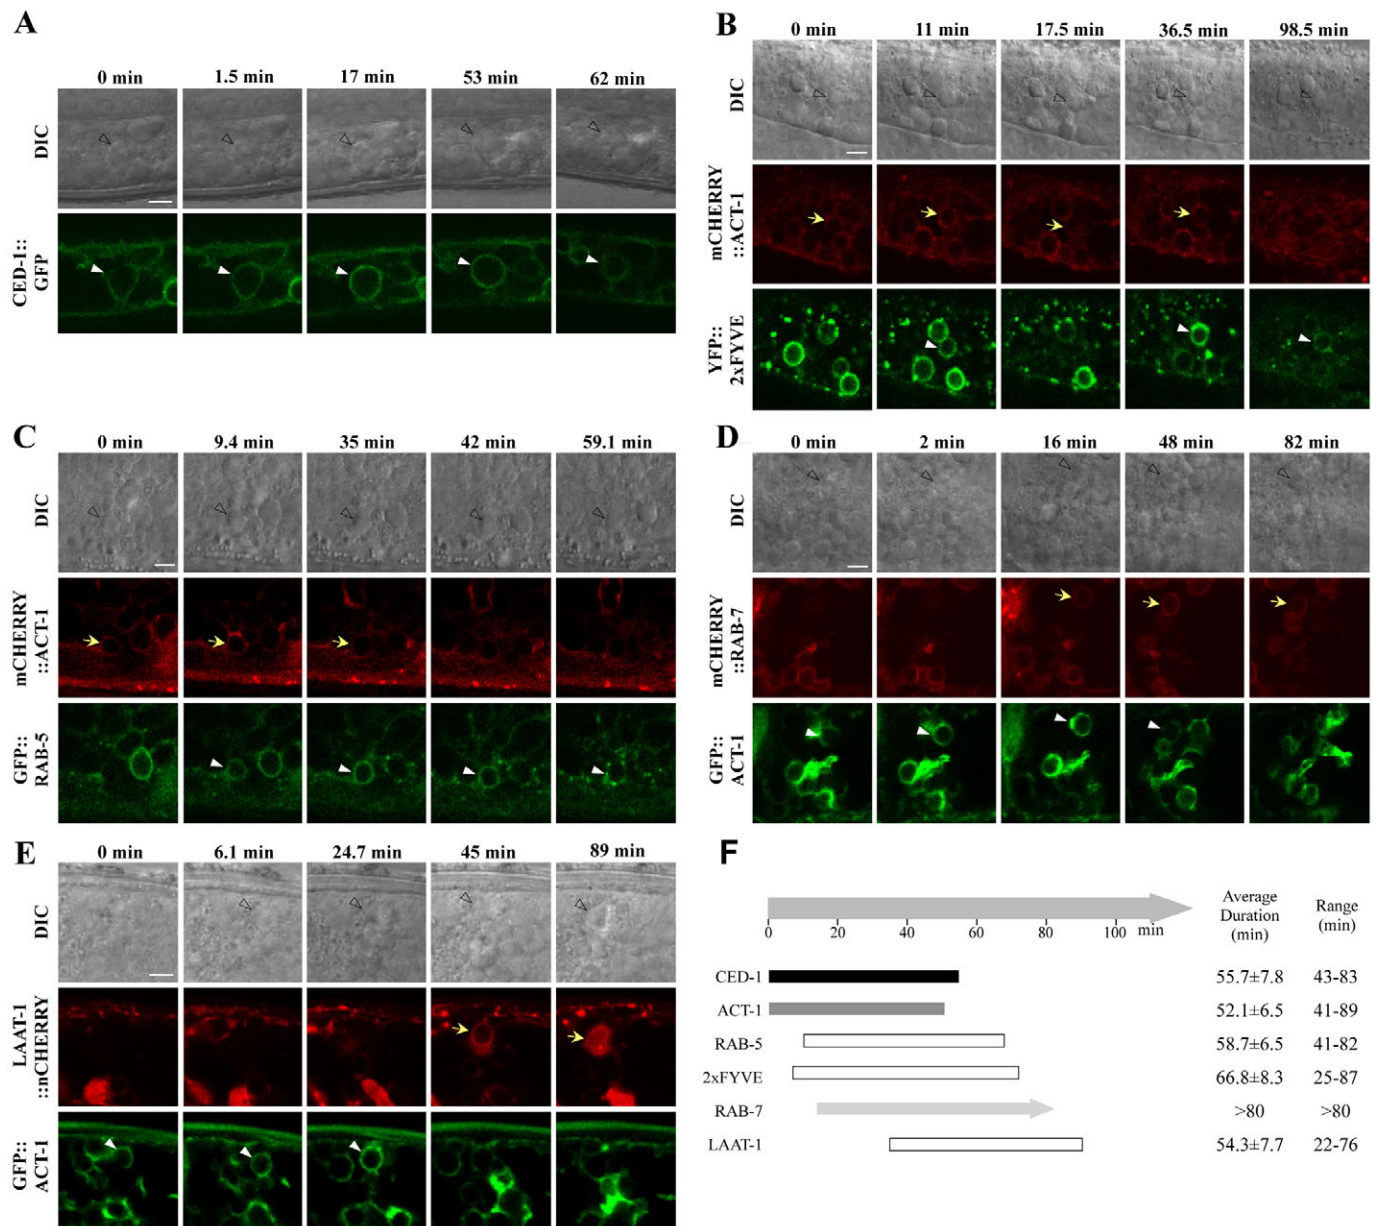 A
0 min 1.5 min 17 min 53 min 62 min
DIC
CED-1::
GFP
B
0 min 11 min 17.5 min 36.5 min 98.5 min
DIC
mCHERRY
::ACT-1
YFP::
2xFYVE
C
0 min 9.4 min 35 min 42 min 59.1 min
DIC
mCHERRY
::ACT-1
GFP::
RAB-5
D
0 min 2 min 16 min 48 min 82 min
DIC
mCHERRY
::RAB-7
GFP::
ACT-1
E
0 min 6.1 min 24.7 min 45 min 89 min
DIC
LAAT-1
::nCHERRY
GFP::
ACT-1
F
Average
Duration
(min)
Range
(min)
0 20 40 60 80 100 min
CED-1 55.7±7.8 43-83
ACT-1 52.1±6.5 41-89
RAB-5 58.7±6.5 41-82
2xFYVE 66.8±8.3 25-87
RAB-7 >80 >80
LAAT-1 54.3±7.7 22-76